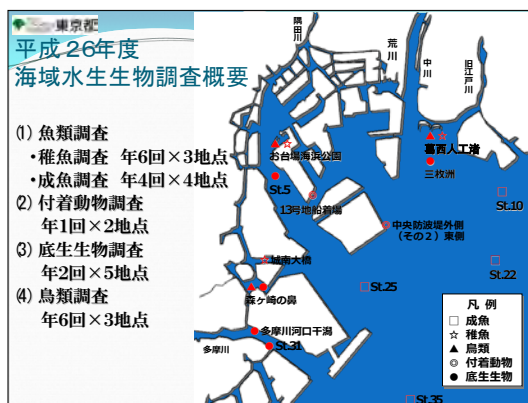 東京都
平成26年度
海域水生生物調査概要
(1) 魚類調査
・稚魚調査 年6回×3地点
・成魚調査 年4回×4地点
(2) 付着動物調査
年1回×2地点
(3) 底生生物調査
年2回×5地点
(4) 鳥類調査
年6回×3地点
隅田川
荒川
中川
旧江戸川
お台場海浜公園
葛西人工渚
三枚洲
St.5
St.10
13号地船着場
中央防波堤外側
(その2)東側
城南大橋
St.22
St.25
森ヶ崎の鼻
多摩川河口干潟
多摩川
St.31
St.35
凡 例
□ 成魚
☆ 稚魚
▲ 鳥類
◎ 付着動物
● 底生生物